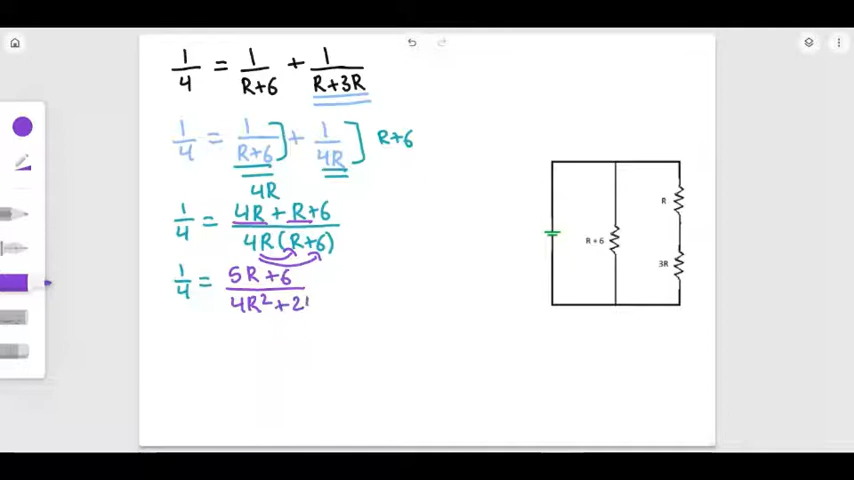 1/4 = 1/(R+6) + 1/(R+3R)
1/4 = 1/(R+6) ] + 1/(4R) ] R+6
4R
1/4 = (4R + R+6)/(4R(R+6))
1/4 = (5R+6)/(4R² + 2
R
R + 6
3R